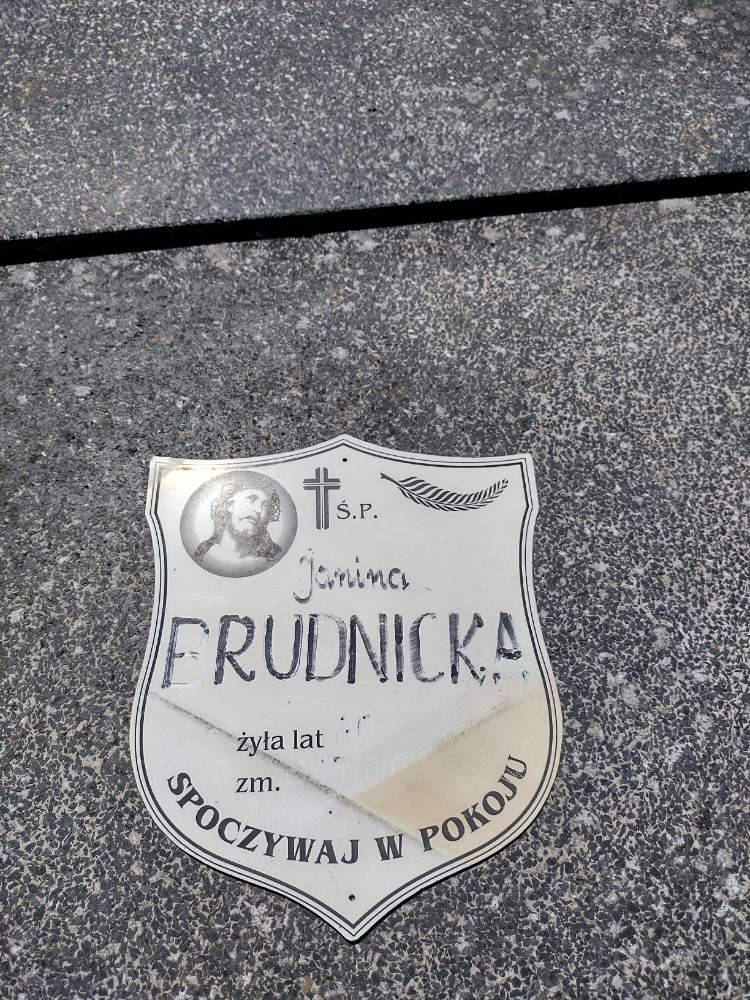 Ś.P.
Janina
BRUDNICKA
żyła lat
zm.
SPOCZYWAJ W POKOJU